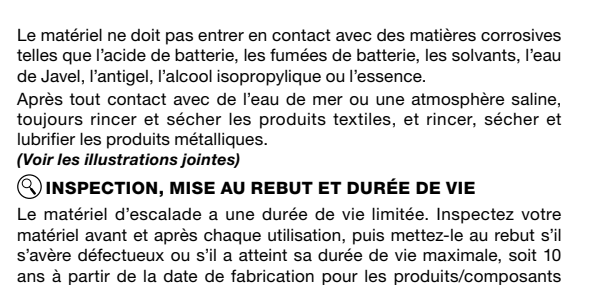 Le matériel ne doit pas entrer en contact avec des matières corrosives
telles que l'acide de batterie, les fumées de batterie, les solvants, l'eau
de Javel, l'antigel, l'alcool isopropylique ou l'essence.
Après tout contact avec de l'eau de mer ou une atmosphère saline,
toujours rincer et sécher les produits textiles, et rincer, sécher et
lubrifier les produits métalliques.
(Voir les illustrations jointes)
INSPECTION, MISE AU REBUT ET DURÉE DE VIE
Le matériel d'escalade a une durée de vie limitée. Inspectez votre
matériel avant et après chaque utilisation, puis mettez-le au rebut s'il
s'avère défectueux ou s'il a atteint sa durée de vie maximale, soit 10
ans à partir de la date de fabrication pour les produits/composants